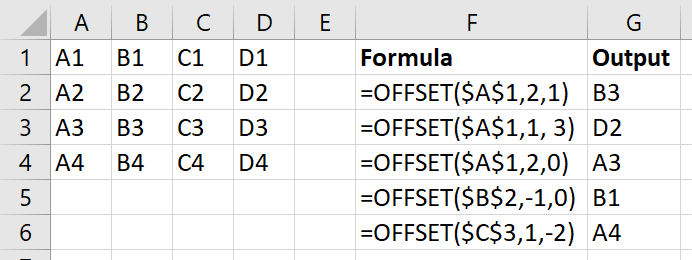 A B C D E F G
1 A1 B1 C1 D1 Formula Output
2 A2 B2 C2 D2 =OFFSET($A$1,2,1) B3
3 A3 B3 C3 D3 =OFFSET($A$1,1, 3) D2
4 A4 B4 C4 D4 =OFFSET($A$1,2,0) A3
5 =OFFSET($B$2,-1,0) B1
6 =OFFSET($C$3,1,-2) A4